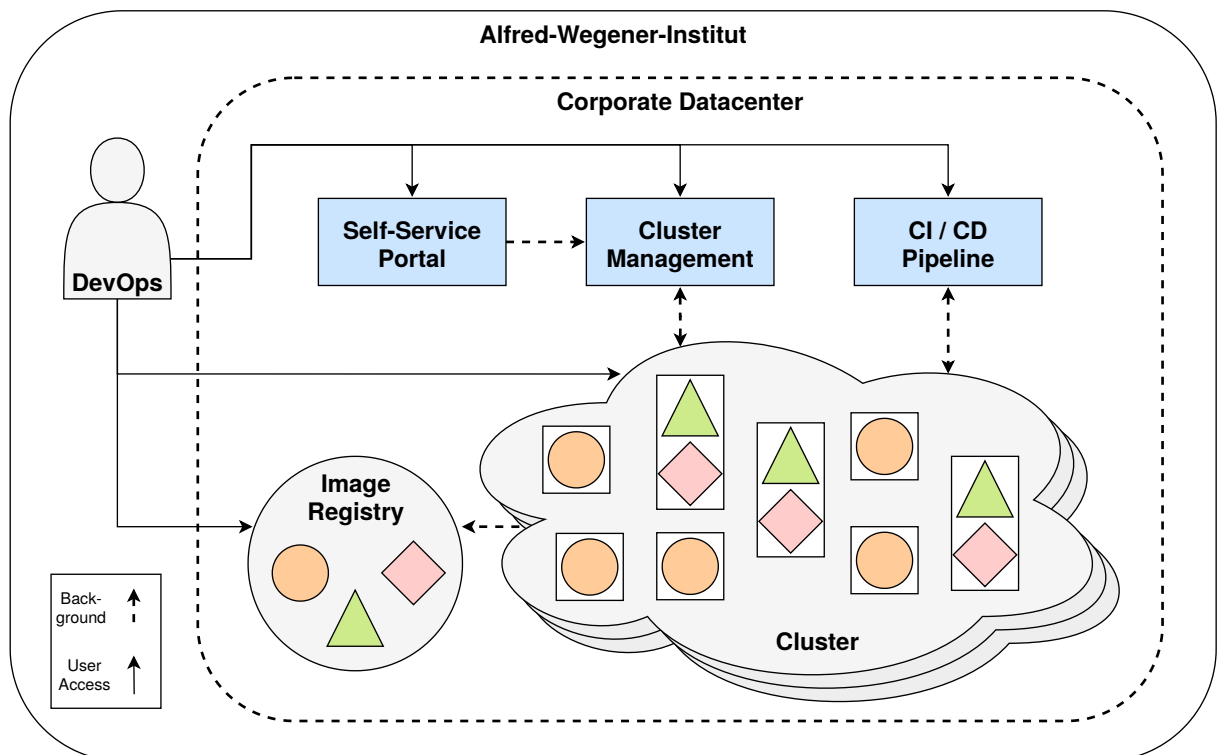 Alfred-Wegener-Institut
Corporate Datacenter
DevOps
Self-Service
Portal
Cluster
Management
CI / CD
Pipeline
Image
Registry
Cluster
Back-
ground
User
Access